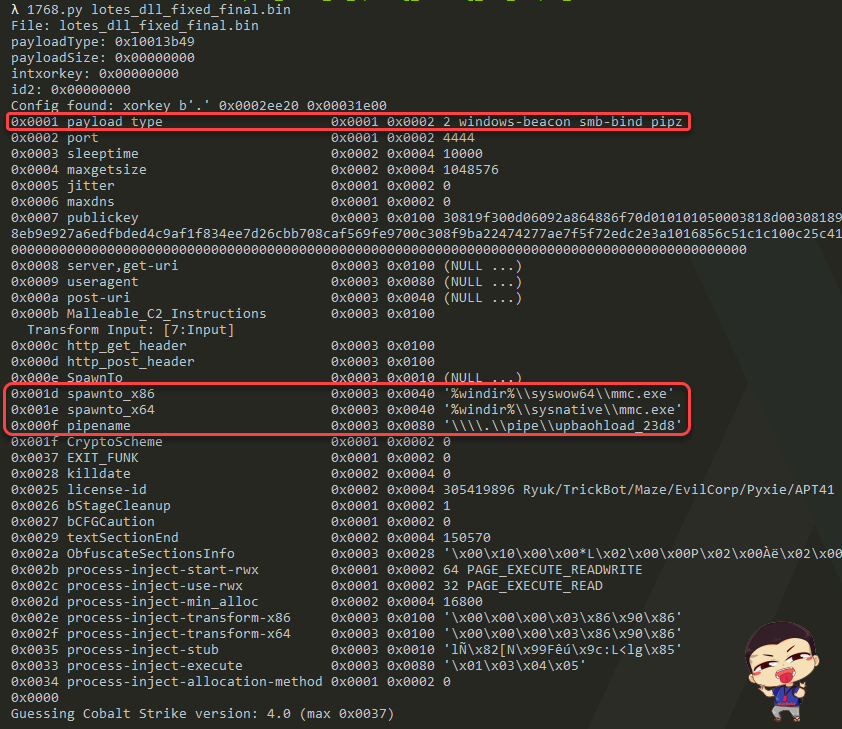 λ 1768.py lotes_dll_fixed_final.bin
File: lotes_dll_fixed_final.bin
payloadType: 0x10013b49
payloadSize: 0x00000000
intxorkey: 0x00000000
id2: 0x00000000
Config found: xorkey b'.' 0x0002ee20 0x00031e00
0x0001 payload type 0x0001 0x0002 2 windows-beacon smb-bind pipz
0x0002 port 0x0001 0x0002 4444
0x0003 sleeptime 0x0002 0x0004 10000
0x0004 maxgetsize 0x0002 0x0004 1048576
0x0005 jitter 0x0001 0x0002 0
0x0006 maxdns 0x0001 0x0002 0
0x0007 publickey 0x0003 0x0100 30819f300d06092a864886f70d010101050003818d00308189
8eb9e927a6edfbded4c9af1f834ee7d26cbb708caf569fe9700c308f9ba22474277ae7f5f72edc2e3a1016856c51c1c100c25c41
00000000000000000000000000000000000000000000000000000000000000000000000000000000000000000000
0x0008 server,get-uri 0x0003 0x0100 (NULL ...)
0x0009 useragent 0x0003 0x0080 (NULL ...)
0x000a post-uri 0x0003 0x0040 (NULL ...)
0x000b Malleable_C2_Instructions 0x0003 0x0100
Transform Input: [7:Input]
0x000c http_get_header 0x0003 0x0100
0x000d http_post_header 0x0003 0x0100
0x000e SpawnTo 0x0003 0x0010 (NULL ...)
0x001d spawnto_x86 0x0003 0x0040 '%windir%\\syswow64\\mmc.exe'
0x001e spawnto_x64 0x0003 0x0040 '%windir%\\sysnative\\mmc.exe'
0x000f pipename 0x0003 0x0080 '\\\\.\\pipe\\upbaohload_23d8'
0x001f CryptoScheme 0x0001 0x0002 0
0x0037 EXIT_FUNK 0x0001 0x0002 0
0x0028 killdate 0x0002 0x0004 0
0x0025 license-id 0x0002 0x0004 305419896 Ryuk/TrickBot/Maze/EvilCorp/Pyxie/APT41
0x0026 bStageCleanup 0x0001 0x0002 1
0x0027 bCFGCaution 0x0001 0x0002 0
0x0029 textSectionEnd 0x0002 0x0004 150570
0x002a ObfuscateSectionsInfo 0x0003 0x0028 '\x00\x10\x00\x00*L\x02\x00\x00P\x02\x00Àë\x02\x00
0x002b process-inject-start-rwx 0x0001 0x0002 64 PAGE_EXECUTE_READWRITE
0x002c process-inject-use-rwx 0x0001 0x0002 32 PAGE_EXECUTE_READ
0x002d process-inject-min_alloc 0x0002 0x0004 16800
0x002e process-inject-transform-x86 0x0003 0x0100 '\x00\x00\x00\x03\x86\x90\x86'
0x002f process-inject-transform-x64 0x0003 0x0100 '\x00\x00\x00\x03\x86\x90\x86'
0x0035 process-inject-stub 0x0003 0x0010 'lÑ\x82[N\x99Fêú\x9c:L<lg\x85'
0x0033 process-inject-execute 0x0003 0x0080 '\x01\x03\x04\x05'
0x0034 process-inject-allocation-method 0x0001 0x0002 0
0x0000
Guessing Cobalt Strike version: 4.0 (max 0x0037)